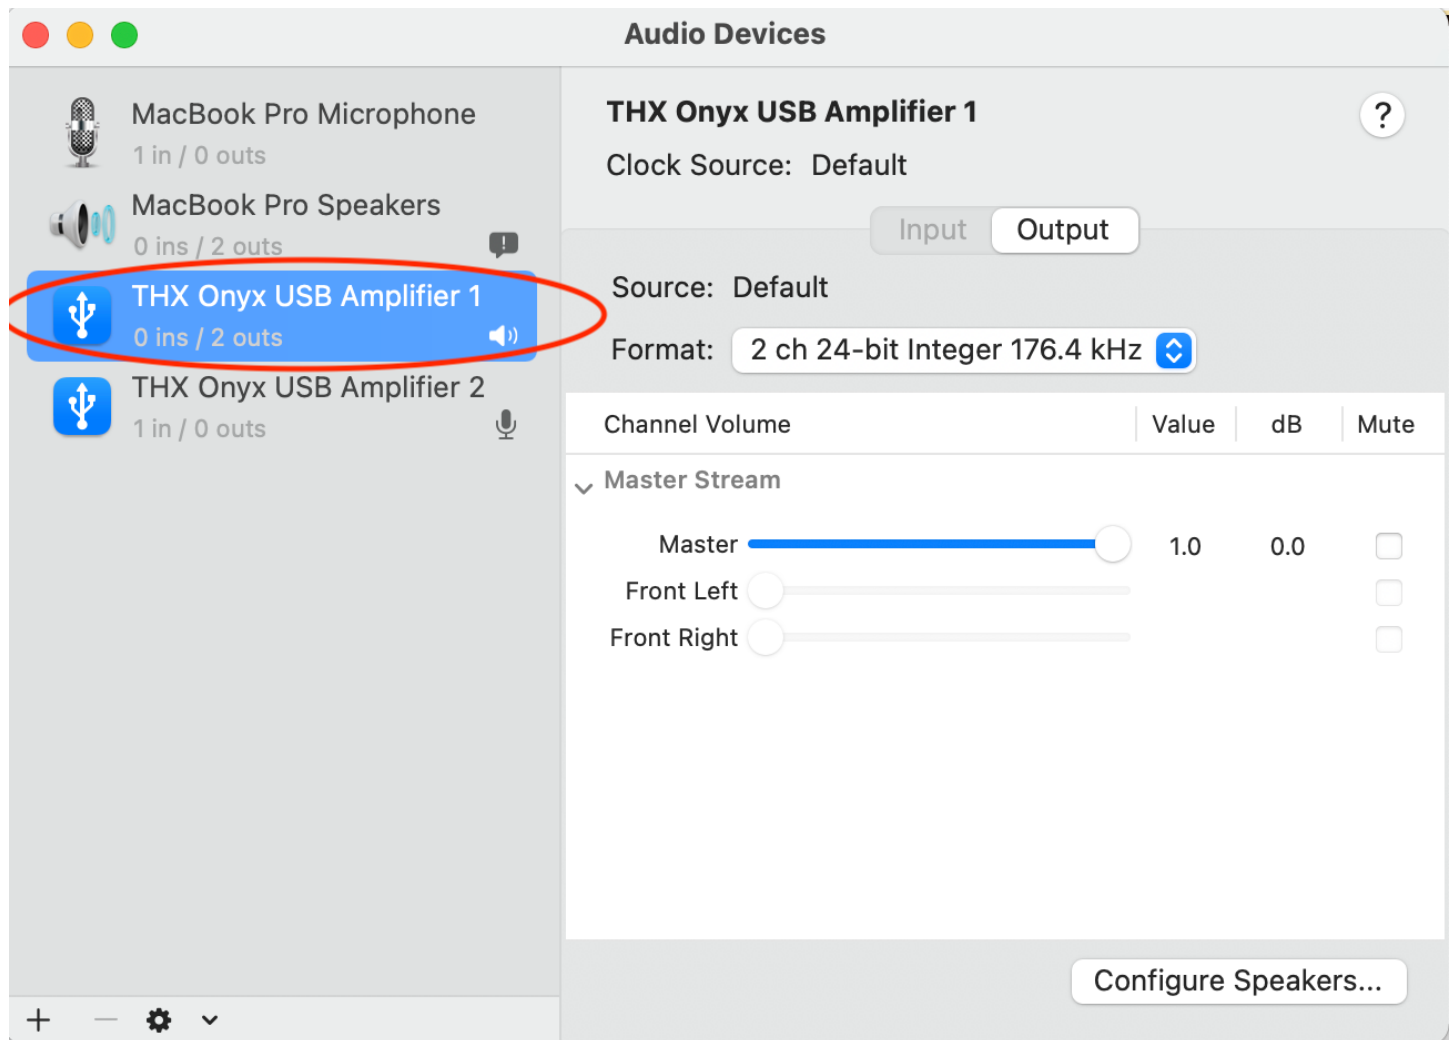 Audio Devices
MacBook Pro Microphone
1 in / 0 outs
MacBook Pro Speakers
0 ins / 2 outs
THX Onyx USB Amplifier 1
0 ins / 2 outs
THX Onyx USB Amplifier 2
1 in / 0 outs
THX Onyx USB Amplifier 1
?
Clock Source: Default
Input Output
Source: Default
Format: 2 ch 24-bit Integer 176.4 kHz
Channel Volume Value dB Mute
Master Stream
Master 1.0 0.0
Front Left
Front Right
Configure Speakers...